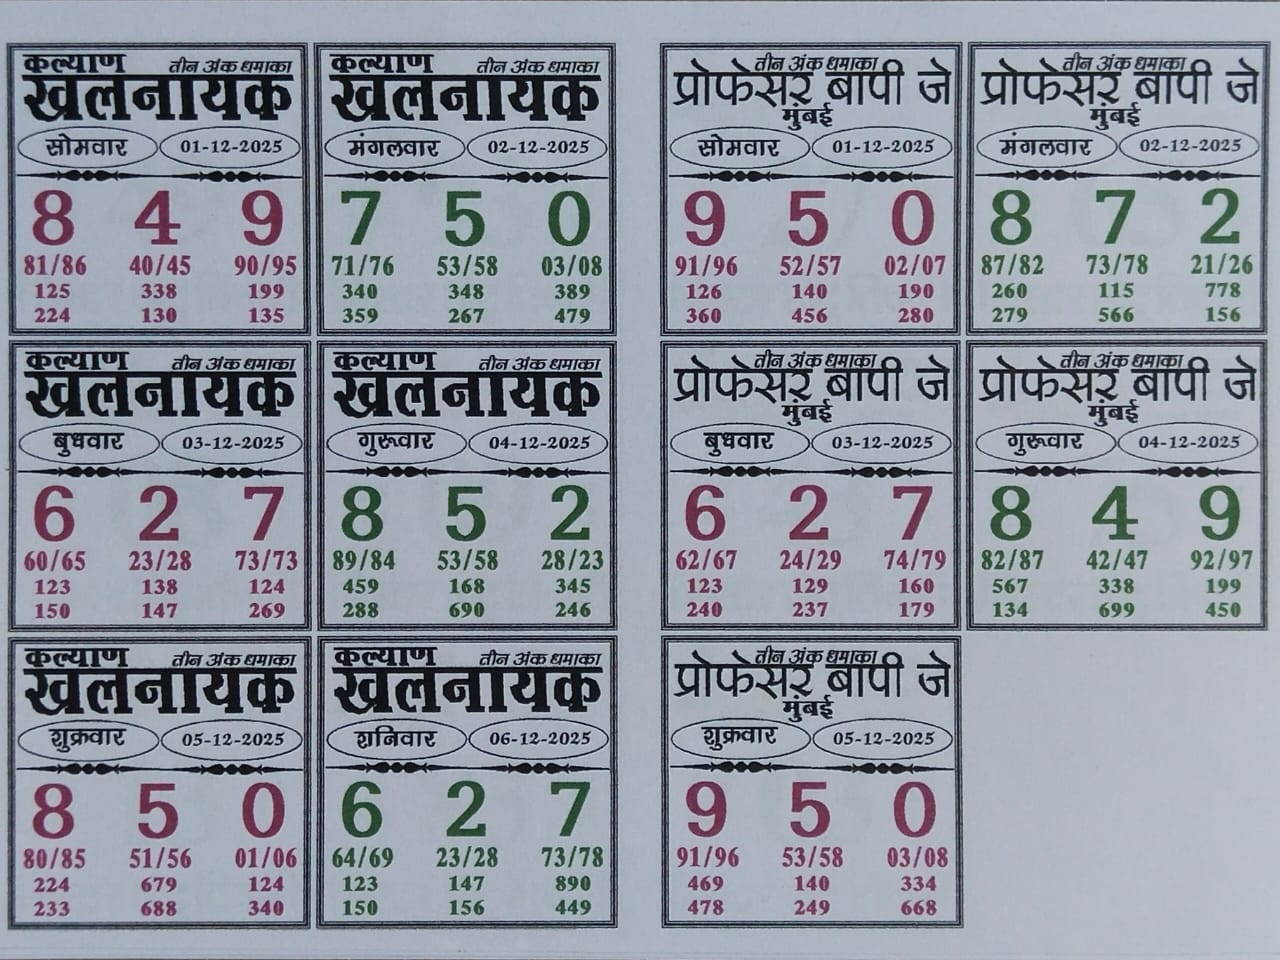 कल्याण तीन अंक धमाका
खलनायक
सोमवार 01-12-2025
8 4 9
81/86 40/45 90/95
125 338 199
224 130 135
कल्याण तीन अंक धमाका
खलनायक
मंगलवार 02-12-2025
7 5 0
71/76 53/58 03/08
340 348 389
359 267 479
तीन अंक धमाका
प्रोफेसर बापी जे
मुंबई
सोमवार 01-12-2025
9 5 0
91/96 52/57 02/07
126 140 190
360 456 280
तीन अंक धमाका
प्रोफेसर बापी जे
मुंबई
मंगलवार 02-12-2025
8 7 2
87/82 73/78 21/26
260 115 778
279 566 156
कल्याण तीन अंक धमाका
खलनायक
बुधवार 03-12-2025
6 2 7
60/65 23/28 73/73
123 138 124
150 147 269
कल्याण तीन अंक धमाका
खलनायक
गुरूवार 04-12-2025
8 5 2
89/84 53/58 28/23
459 168 345
288 690 246
तीन अंक धमाका
प्रोफेसर बापी जे
मुंबई
बुधवार 03-12-2025
6 2 7
62/67 24/29 74/79
123 129 160
240 237 179
तीन अंक धमाका
प्रोफेसर बापी जे
मुंबई
गुरूवार 04-12-2025
8 4 9
82/87 42/47 92/97
567 338 199
134 699 450
कल्याण तीन अंक धमाका
खलनायक
शुक्रवार 05-12-2025
8 5 0
80/85 51/56 01/06
224 679 124
233 688 340
कल्याण तीन अंक धमाका
खलनायक
शनिवार 06-12-2025
6 2 7
64/69 23/28 73/78
123 147 890
150 156 449
तीन अंक धमाका
प्रोफेसर बापी जे
मुंबई
शुक्रवार 05-12-2025
9 5 0
91/96 53/58 03/08
469 140 334
478 249 668